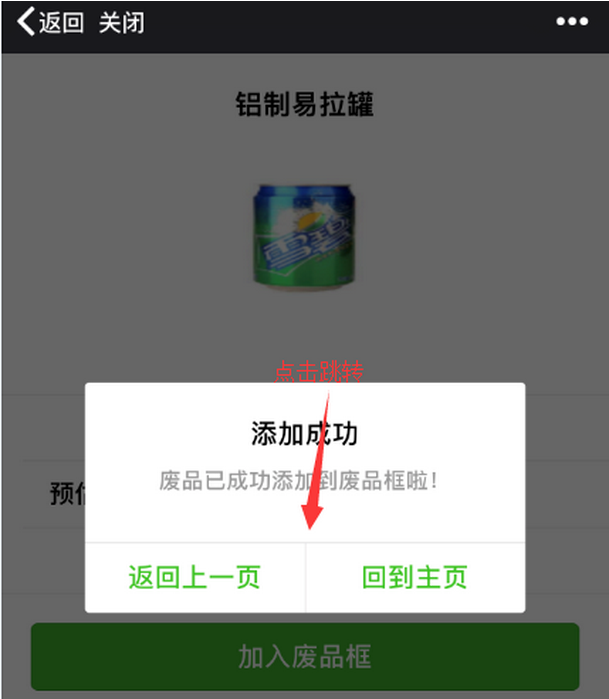 返回 关闭
铝制易拉罐
雪碧
点击跳转
添加成功
废品已成功添加到废品框啦！
预估
返回上一页 回到主页
加入废品框